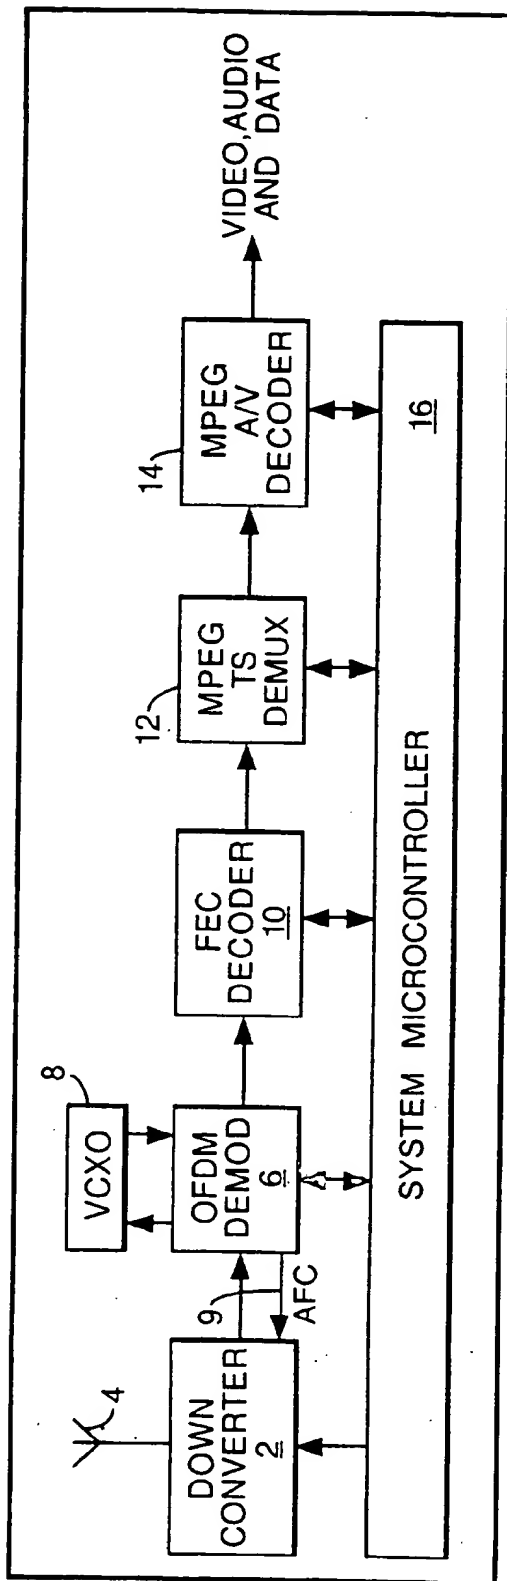 4
DOWN
CONVERTER
2
9
AFC
8
VCXO
OFDM
DEMOD
6
FEC
DECODER
10
12
MPEG
TS
DEMUX
14
MPEG
A/V
DECODER
VIDEO, AUDIO
AND DATA
SYSTEM MICROCONTROLLER
16